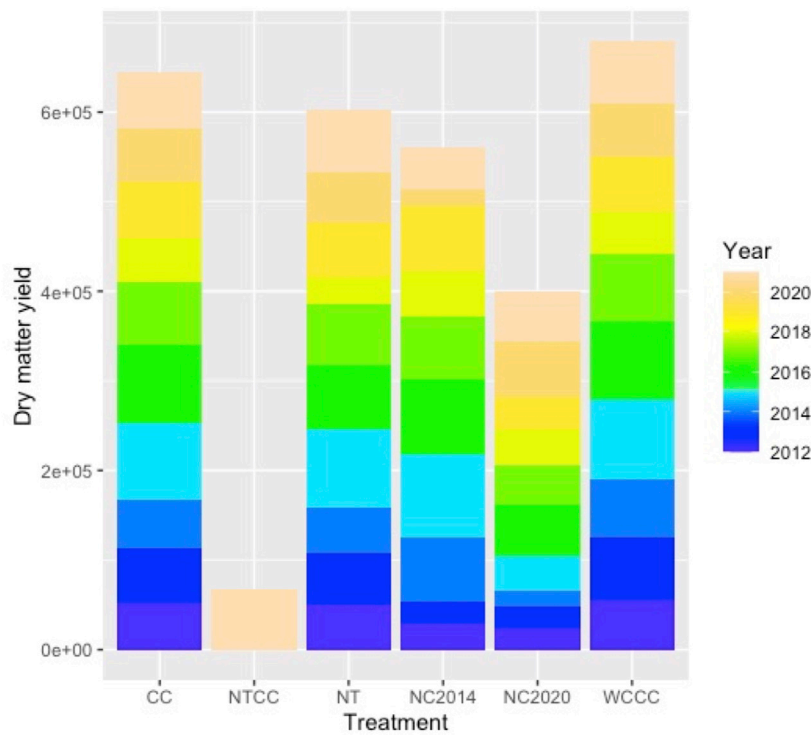 Dry matter yield
6e+05
4e+05
2e+05
0e+00
CC NTCC NT NC2014 NC2020 WCCC
Treatment
Year
2020
2018
2016
2014
2012